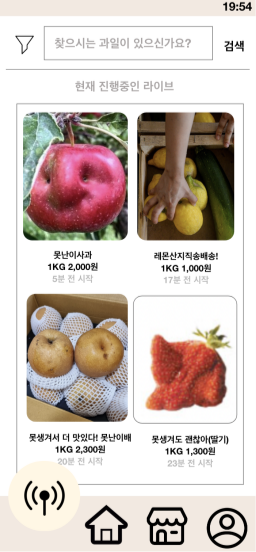 19:54
찾으시는 과일이 있으신가요?
검색
현재 진행중인 라이브
못난이사과
1KG 2,000원
5분 전 시작
레몬산지직송배송!
1KG 1,000원
17분 전 시작
못생겨서 더 맛있다! 못난이배
1KG 2,300원
20분 전 시작
못생겨도 괜찮아(딸기)
1KG 1,300원
23분 전 시작